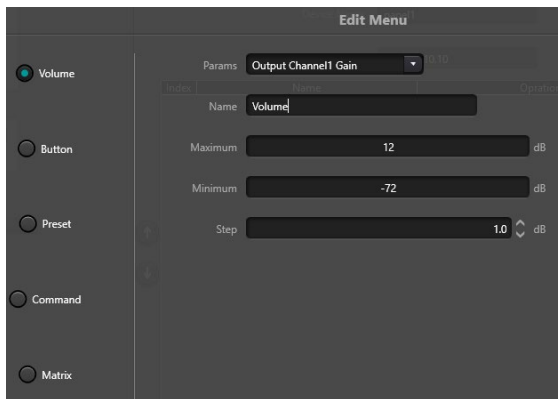 Edit Menu
Volume
Params Output Channel1 Gain
Index Name Opration
Name Volume
Button
Maximum 12 dB
Minimum -72 dB
Preset
Step 1.0 dB
Command
Matrix